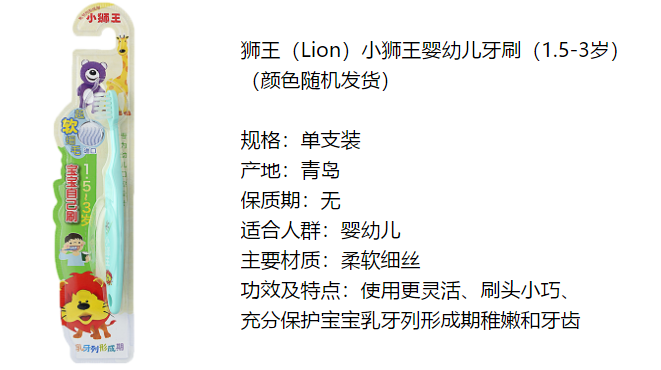 小狮王
软
进口
1.5-3岁
宝宝自己刷
乳牙列形成期
狮王（Lion）小狮王婴幼儿牙刷（1.5-3岁）
（颜色随机发货）
规格：单支装
产地：青岛
保质期：无
适合人群：婴幼儿
主要材质：柔软细丝
功效及特点：使用更灵活、刷头小巧、
充分保护宝宝乳牙列形成期稚嫩和牙齿